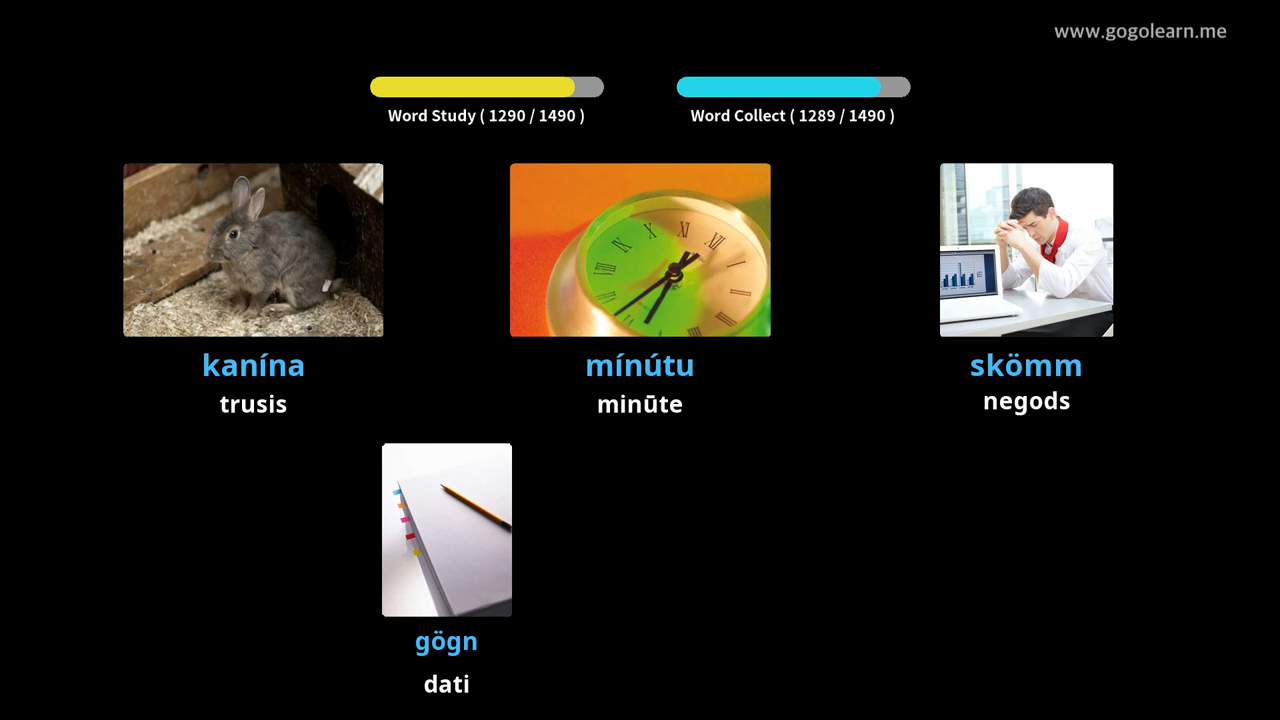 www.gogolearn.me
Word Study ( 1290 / 1490 )
Word Collect ( 1289 / 1490 )
kanína
mínútu
skömm
trusis
minūte
negods
gögn
dati